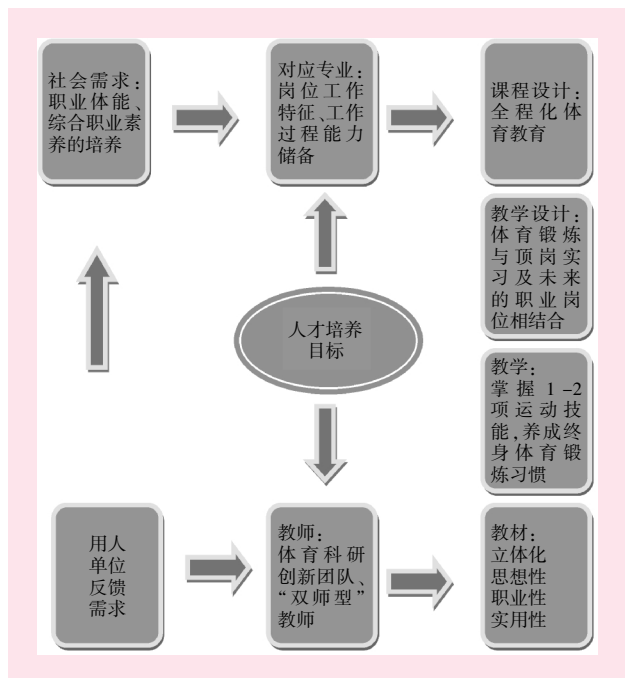 社会需求：
职业体能、
综合职业素
养的培养
对应专业：
岗位工作
特征、工作
过程能力
储备
课程设计：
全程化体
育教育
教学设计：
体育锻炼
与顶岗实
习及未来
的职业岗
位相结合
人才培养
目标
教学：
掌握1-2
项运动技
能,养成终
身体育锻
炼习惯
用人
单位
反馈
需求
教师：
体育科研
创新团队、
“双师型”
教师
教材：
立体化
思想性
职业性
实用性